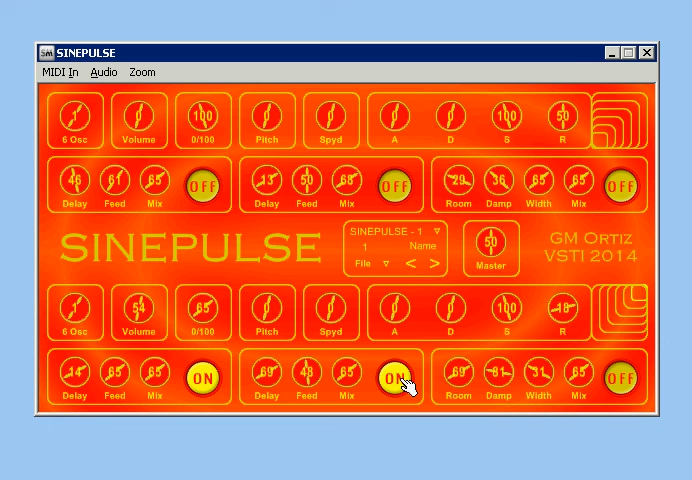 SM SINEPULSE
MIDI In Audio Zoom
1 0 100 0 0 0 0 100 50
6 Osc Volume 0/100 Pitch Spyd A D S R
46 61 65 OFF 13 50 68 OFF 29 36 65 65 OFF
Delay Feed Mix Delay Feed Mix Room Damp Width Mix
SINEPULSE
SINEPULSE - 1
1 Name
File < >
50
Master
GM Ortiz
VSTI 2014
1 54 65 0 0 0 0 100 18
6 Osc Volume 0/100 Pitch Spyd A D S R
14 65 65 ON 69 48 65 ON 69 81 31 65 OFF
Delay Feed Mix Delay Feed Mix Room Damp Width Mix